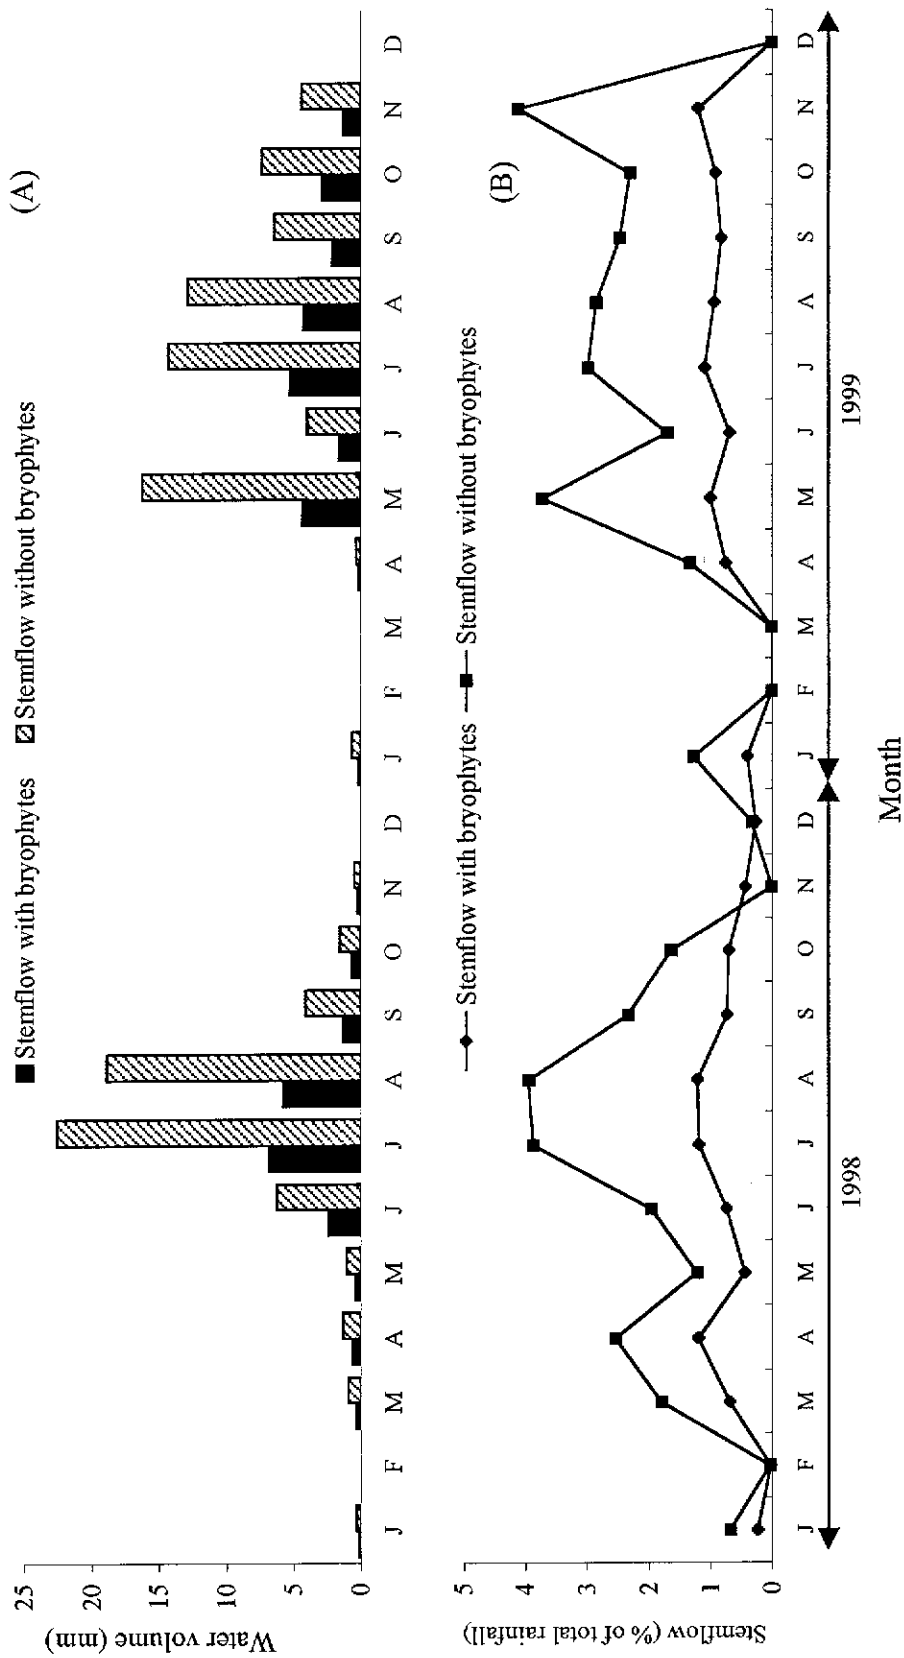 (A)
■ Stemflow with bryophytes ▨ Stemflow without bryophytes
Water volume (mm)
25
20
15
10
5
0
J F M A M J J A S O N D J F M A M J J A S O N D
(B)
Stemflow with bryophytes Stemflow without bryophytes
Stemflow (% of total rainfall)
5
4
3
2
1
0
J F M A M J J A S O N D J F M A M J J A S O N D
1998 1999
Month